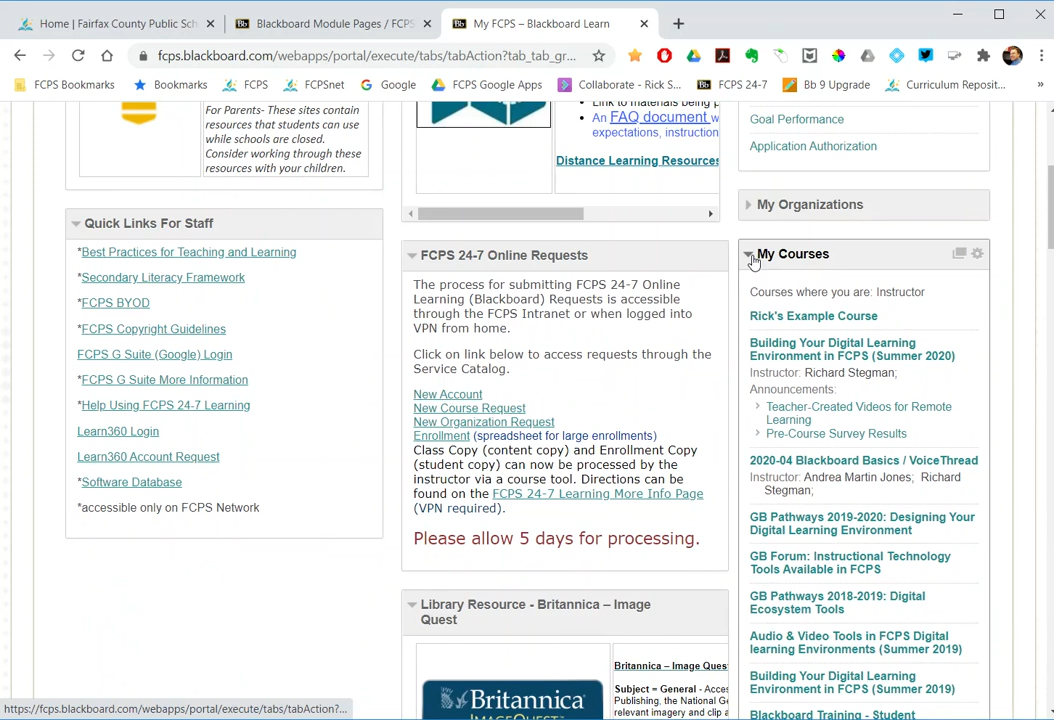 Home | Fairfax County Public Sch
Blackboard Module Pages / FCPS
My FCPS – Blackboard Learn
fcps.blackboard.com/webapps/portal/execute/tabs/tabAction?tab_tab_gr...
FCPS Bookmarks
Bookmarks
FCPS
FCPSnet
Google
FCPS Google Apps
Collaborate - Rick S...
FCPS 24-7
Bb 9 Upgrade
Curriculum Reposit...
»
For Parents- These sites contain
resources that students can use
while schools are closed.
Consider working through these
resources with your children.
Quick Links For Staff
*Best Practices for Teaching and Learning
*Secondary Literacy Framework
*FCPS BYOD
*FCPS Copyright Guidelines
FCPS G Suite (Google) Login
*FCPS G Suite More Information
*Help Using FCPS 24-7 Learning
Learn360 Login
Learn360 Account Request
*Software Database
*accessible only on FCPS Network
Link to materials being p
An FAQ document w
expectations, instruction
Distance Learning Resources
FCPS 24-7 Online Requests
The process for submitting FCPS 24-7 Online
Learning (Blackboard) Requests is accessible
through the FCPS Intranet or when logged into
VPN from home.
Click on link below to access requests through the
Service Catalog.
New Account
New Course Request
New Organization Request
Enrollment (spreadsheet for large enrollments)
Class Copy (content copy) and Enrollment Copy
(student copy) can now be processed by the
instructor via a course tool. Directions can be
found on the FCPS 24-7 Learning More Info Page
(VPN required).
Please allow 5 days for processing.
Library Resource - Britannica – Image
Quest
Britannica
IMAGEQUEST
Britannica – Image Ques
Subject = General - Acces
Publishing, the National Ge
relevant imagery and clip a
Goal Performance
Application Authorization
My Organizations
My Courses
Courses where you are: Instructor
Rick's Example Course
Building Your Digital Learning
Environment in FCPS (Summer 2020)
Instructor: Richard Stegman;
Announcements:
Teacher-Created Videos for Remote
Learning
Pre-Course Survey Results
2020-04 Blackboard Basics / VoiceThread
Instructor: Andrea Martin Jones; Richard
Stegman;
GB Pathways 2019-2020: Designing Your
Digital Learning Environment
GB Forum: Instructional Technology
Tools Available in FCPS
GB Pathways 2018-2019: Digital
Ecosystem Tools
Audio & Video Tools in FCPS Digital
learning Environments (Summer 2019)
Building Your Digital Learning
Environment in FCPS (Summer 2019)
Blackboard Training - Student
https://fcps.blackboard.com/webapps/portal/execute/tabs/tabAction?...